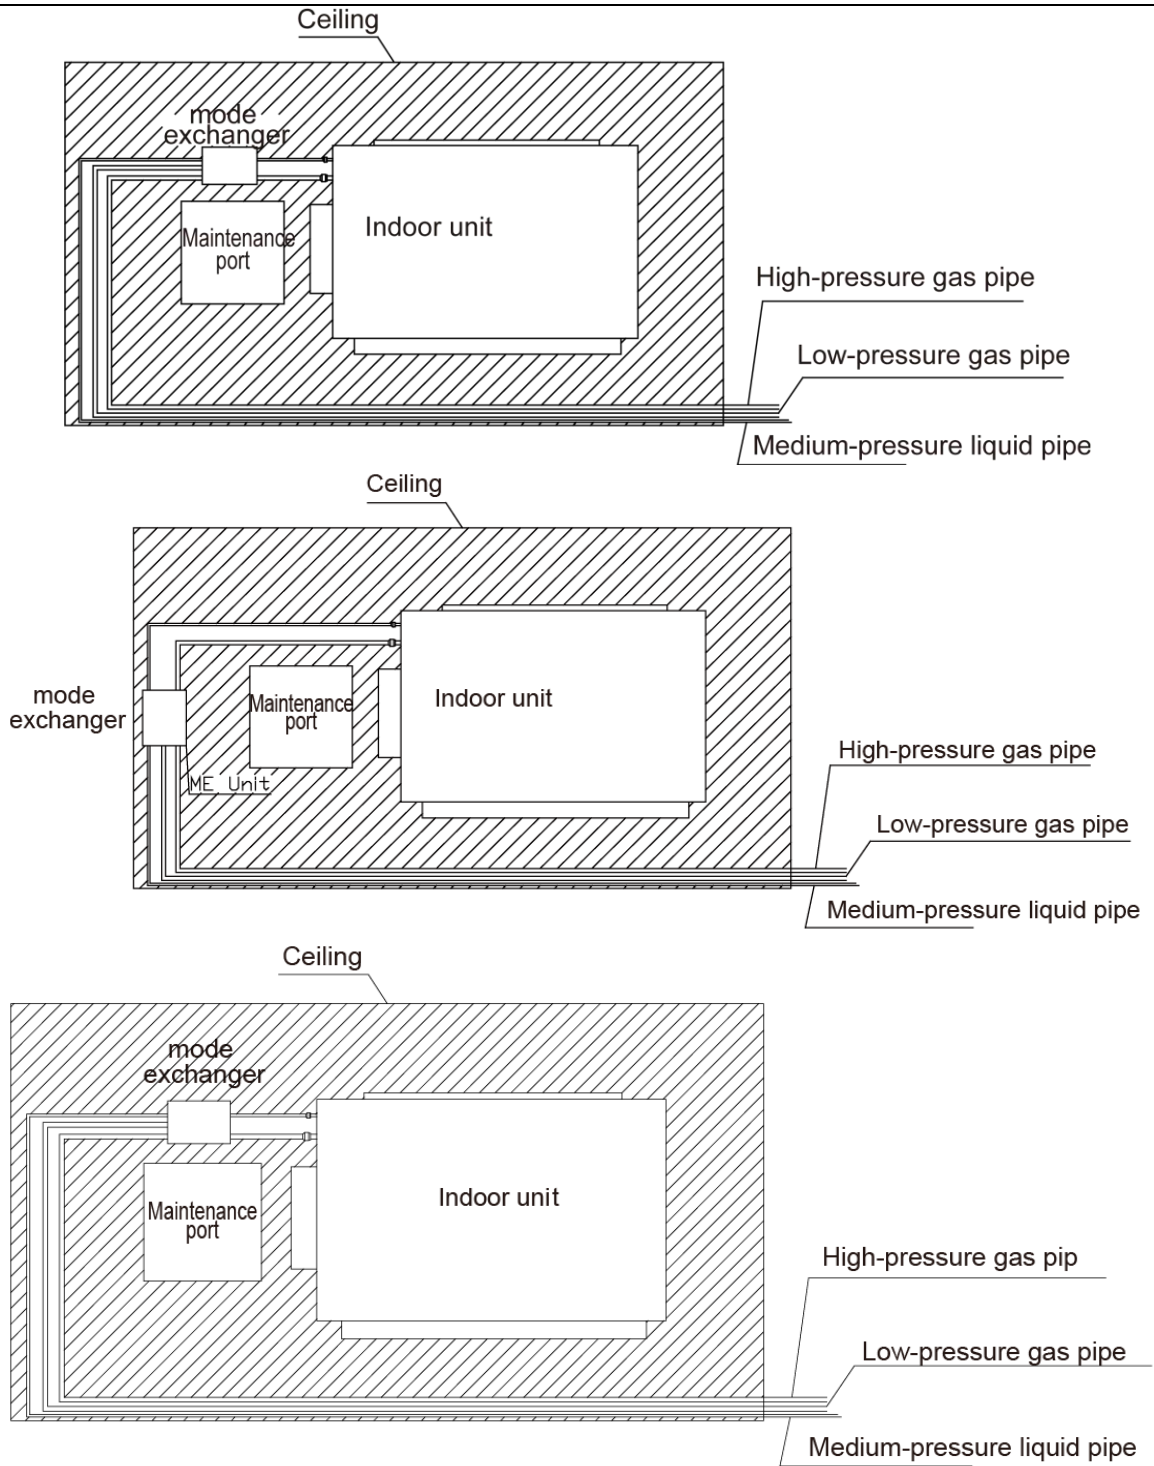 Ceiling
mode
exchanger
Indoor unit
Maintenance
port
High-pressure gas pipe
Low-pressure gas pipe
Medium-pressure liquid pipe
Ceiling
mode
exchanger
Maintenance
port
Indoor unit
ME Unit
High-pressure gas pipe
Low-pressure gas pipe
Medium-pressure liquid pipe
Ceiling
mode
exchanger
Maintenance
port
Indoor unit
High-pressure gas pip
Low-pressure gas pipe
Medium-pressure liquid pipe